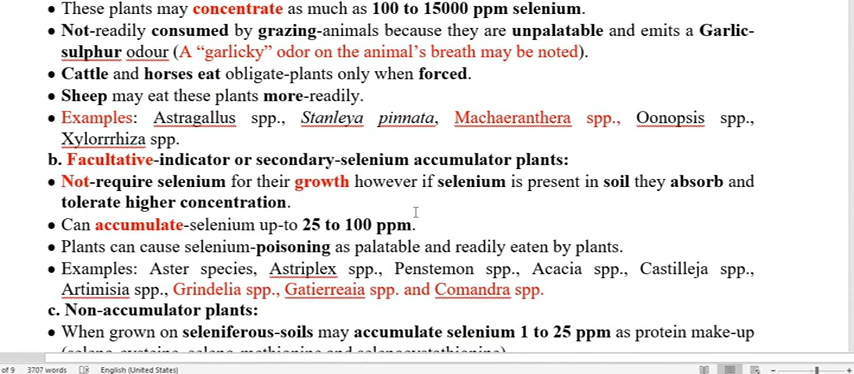 • These plants may concentrate as much as 100 to 15000 ppm selenium.
• Not-readily consumed by grazing-animals because they are unpalatable and emits a Garlic-
sulphur odour (A “garlicky” odor on the animal’s breath may be noted).
• Cattle and horses eat obligate-plants only when forced.
• Sheep may eat these plants more-readily.
• Examples: Astragallus spp., Stanleya pinnata, Machaeranthera spp., Oonopsis spp.,
Xylorrrhiza spp.
b. Facultative-indicator or secondary-selenium accumulator plants:
• Not-require selenium for their growth however if selenium is present in soil they absorb and
tolerate higher concentration.
• Can accumulate-selenium up-to 25 to 100 ppm.
• Plants can cause selenium-poisoning as palatable and readily eaten by plants.
• Examples: Aster species, Astriplex spp., Penstemon spp., Acacia spp., Castilleja spp.,
Artimisia spp., Grindelia spp., Gatierreaia spp. and Comandra spp.
c. Non-accumulator plants:
• When grown on seleniferous-soils may accumulate selenium 1 to 25 ppm as protein make-up
(seleno-cysteine, seleno-methionine and selenocystathionine)
of 9 3707 words English (United States)